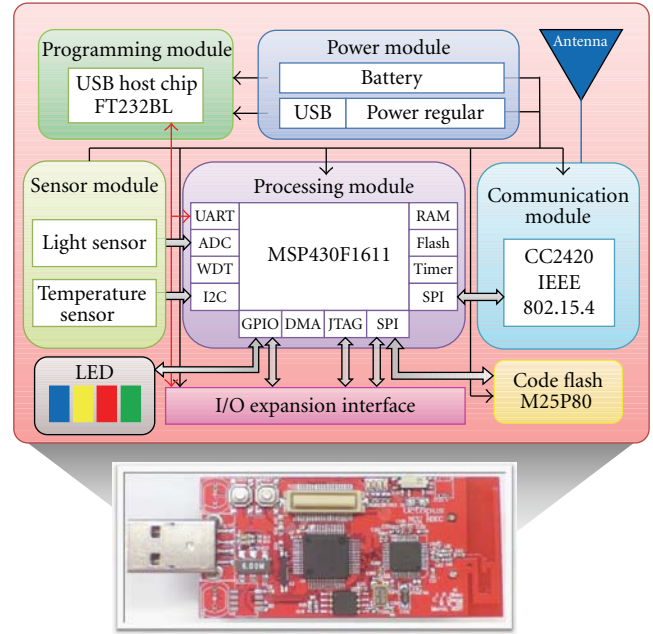 Programming module
USB host chip
FT232BL
Power module
Battery
USB
Power regular
Antenna
Sensor module
Light sensor
Temperature
sensor
Processing module
UART
ADC
WDT
I2C
MSP430F1611
RAM
Flash
Timer
SPI
GPIO
DMA
JTAG
SPI
Communication
module
CC2420
IEEE
802.15.4
LED
I/O expansion interface
Code flash
M25P80
6.00M